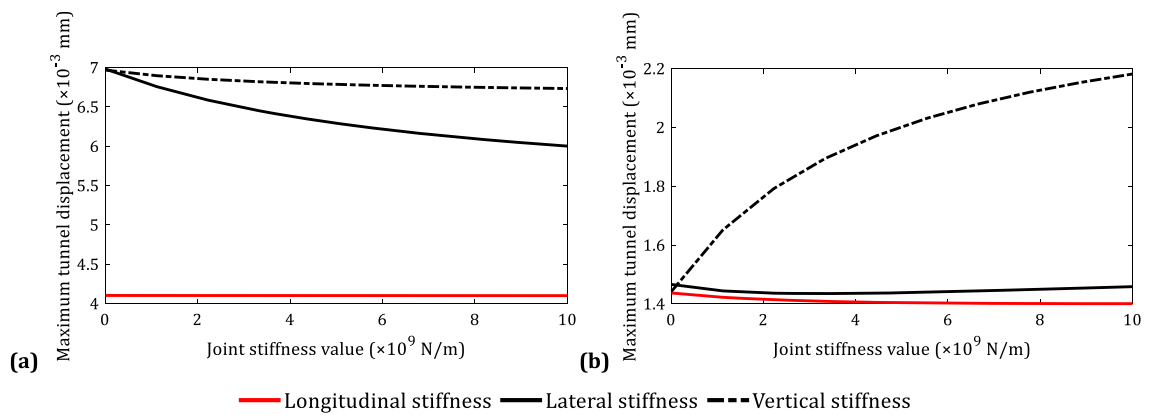 Maximum tunnel displacement (×10⁻³ mm)
7
6.5
6
5.5
5
4.5
4
0 2 4 6 8 10
Joint stiffness value (×10⁹ N/m)
(a)
Maximum tunnel displacement (×10⁻³ mm)
2.2
2
1.8
1.6
1.4
0 2 4 6 8 10
Joint stiffness value (×10⁹ N/m)
(b)
Longitudinal stiffness Lateral stiffness Vertical stiffness